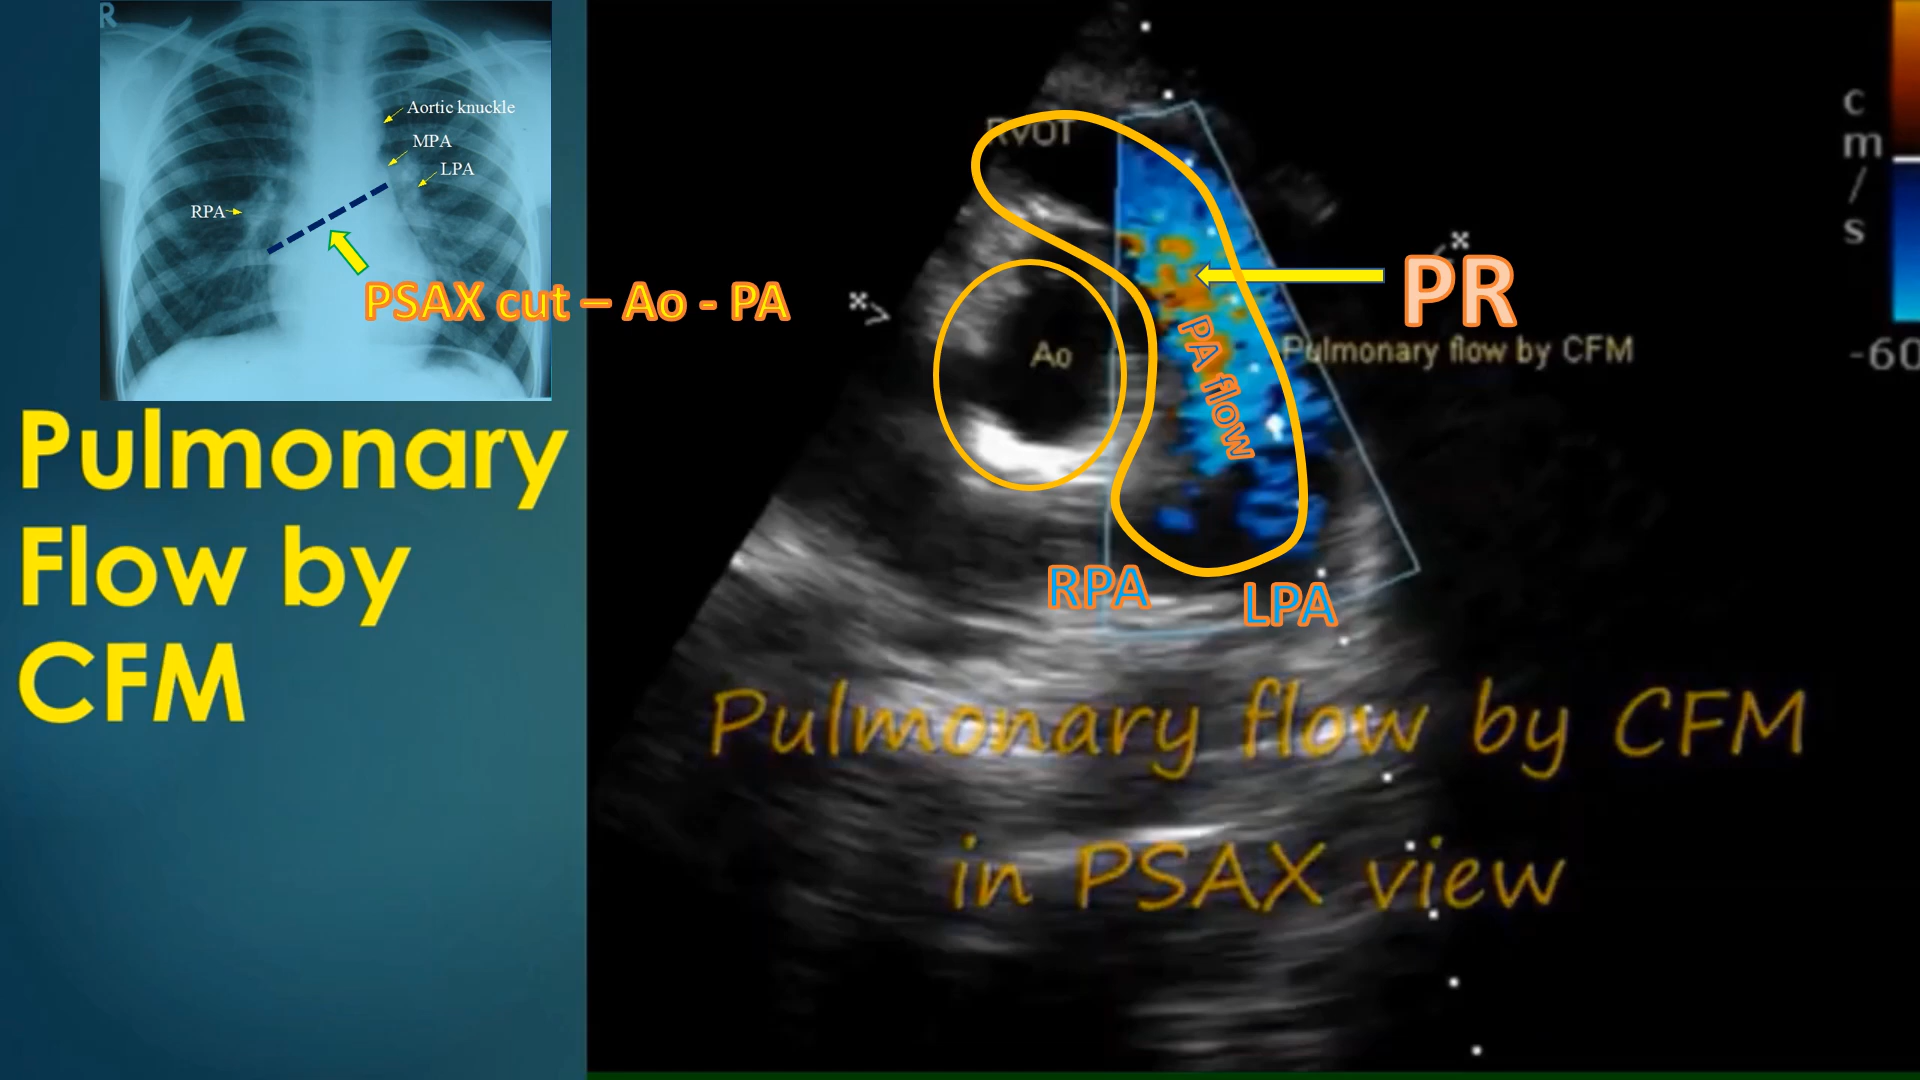 R
Aortic knuckle
MPA
LPA
RPA
PSAX cut – Ao - PA
Pulmonary
Flow by
CFM
RVOT
Ao
PA flow
PR
Pulmonary flow by CFM
RPA
LPA
Pulmonary flow by CFM
in PSAX view
c
m
/
s
-60